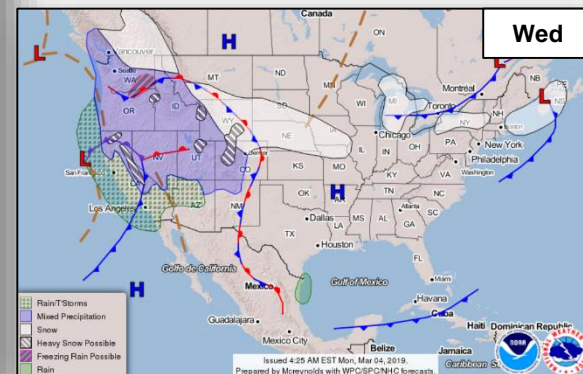 Wed
Canada
Vancouver
Seattle
WA
MT
ND
MN
ON
Montréal
NB
NS
OR
ID
WY
SD
WI
MI
Toronto
NH
NY
Boston
NE
IA
Chicago
IL
IN
OH
PA
New York
Philadelphia
Washington
San Francisco
NV
UT
CO
Denver
KS
MO
KY
WV
VA
CA
Los Angeles
AZ
NM
OK
AR
TN
NC
SC
Atlanta
Dallas
TX
LA
MS
AL
GA
Houston
FL
Golfo de California
Gulf of Mexico
Miami
Mexico
Havana
Cuba
Guadalajara
Mexico City
Haiti
Dominican Republic
Belize
Jamaica
Caribbean Sea
H
H
H
L
L
L
L
Rain/T'Storms
Mixed Precipitation
Snow
Heavy Snow Possible
Freezing Rain Possible
Rain
Issued 4:25 AM EST Mon, Mar 04, 2019
Prepared by Mcreynolds with WPC/SPC/NHC forecasts.
NOAA